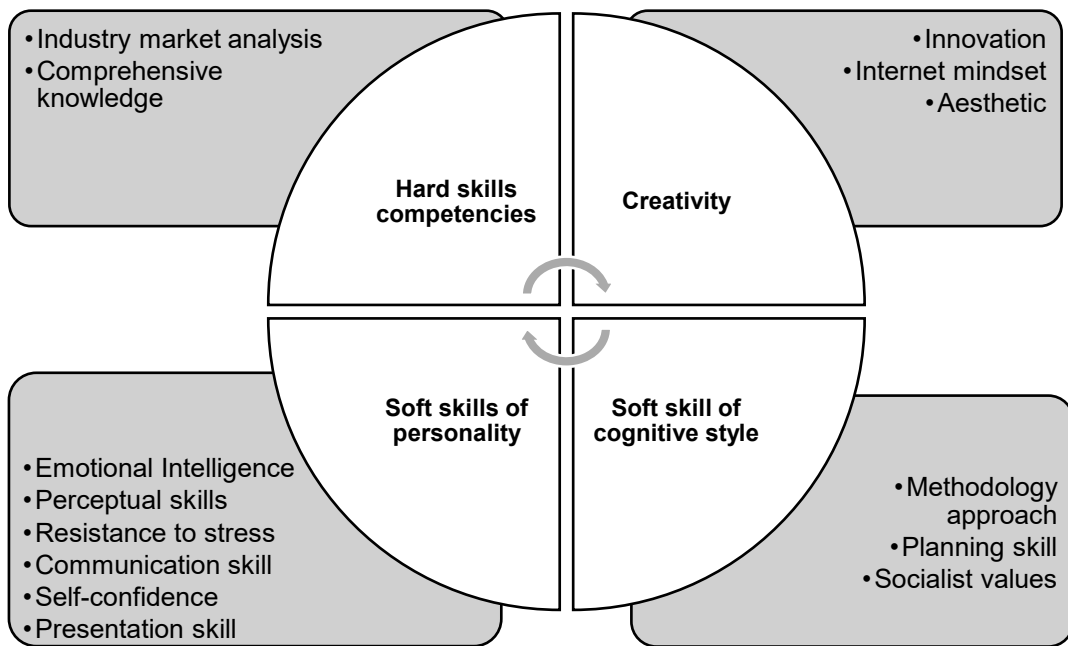 •Industry market analysis
•Comprehensive
knowledge
•Innovation
•Internet mindset
•Aesthetic
Hard skills
competencies
Creativity
Soft skills of
personality
Soft skill of
cognitive style
•Emotional Intelligence
•Perceptual skills
•Resistance to stress
•Communication skill
•Self-confidence
•Presentation skill
•Methodology
approach
•Planning skill
•Socialist values